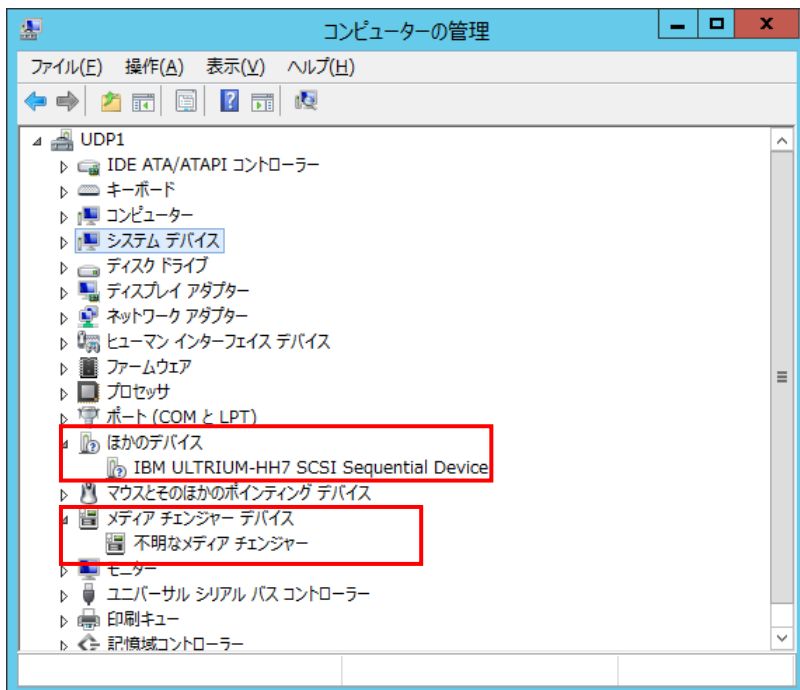 コンピューターの管理
ファイル(F) 操作(A) 表示(V) ヘルプ(H)
UDP1
IDE ATA/ATAPI コントローラー
キーボード
コンピューター
システム デバイス
ディスク ドライブ
ディスプレイ アダプター
ネットワーク アダプター
ヒューマン インターフェイス デバイス
ファームウェア
プロセッサ
ポート (COM と LPT)
ほかのデバイス
IBM ULTRIUM-HH7 SCSI Sequential Device
マウスとそのほかのポインティング デバイス
メディア チェンジャー デバイス
不明なメディア チェンジャー
モニター
ユニバーサル シリアル バス コントローラー
印刷キュー
記憶域コントローラー